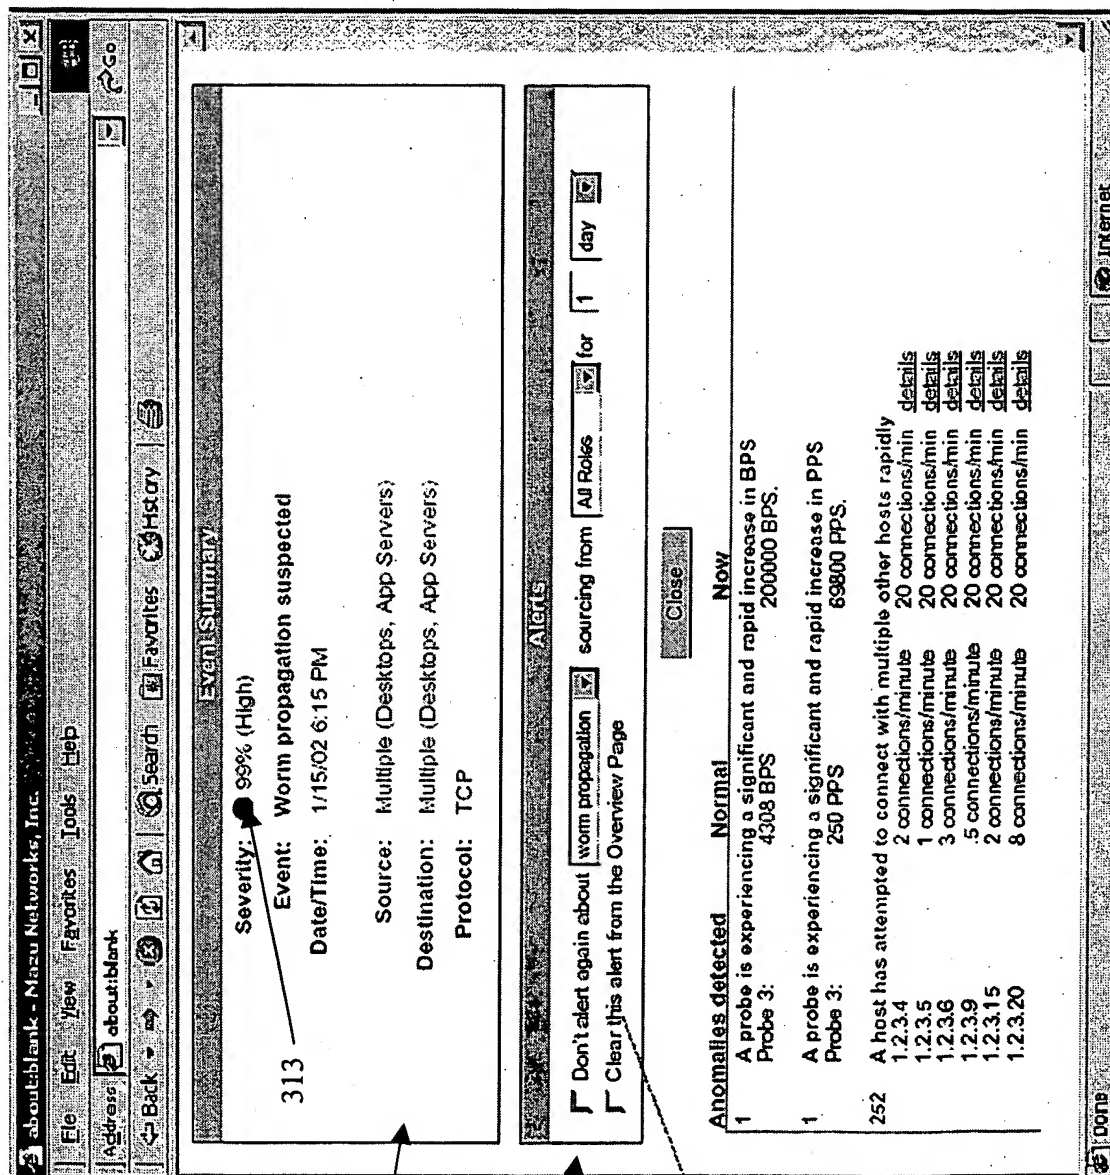 about:blank - Mazu Networks, Inc.
File Edit View Favorites Tools Help
Address about:blank Go
Back Search Favorites History
Event Summary
Severity: 99% (High)
313
Event: Worm propagation suspected
Date/Time: 1/15/02 6:15 PM
Source: Multiple (Desktops, App Servers)
Destination: Multiple (Desktops, App Servers)
Protocol: TCP
Alerts
Don't alert again about worm propagation sourcing from All Roles for 1 day
Clear this alert from the Overview Page
Close
Anomalies detected Normal Now
1 A probe is experiencing a significant and rapid increase in BPS
Probe 3: 4308 BPS 200000 BPS.
1 A probe is experiencing a significant and rapid increase in PPS
Probe 3: 250 PPS 69800 PPS.
252 A host has attempted to connect with multiple other hosts rapidly
1.2.3.4 2 connections/minute 20 connections/min details
1.2.3.5 1 connections/minute 20 connections/min details
1.2.3.6 3 connections/minute 20 connections/min details
1.2.3.9 .5 connections/minute 20 connections/min details
1.2.3.15 2 connections/minute 20 connections/min details
1.2.3.20 8 connections/minute 20 connections/min details
Done Internet